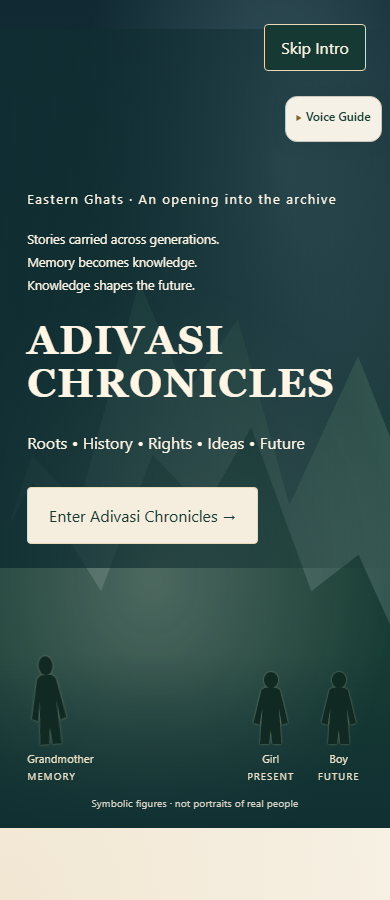 Skip Intro
▸ Voice Guide
Eastern Ghats · An opening into the archive
Stories carried across generations.
Memory becomes knowledge.
Knowledge shapes the future.
ADIVASI
CHRONICLES
Roots • History • Rights • Ideas • Future
Enter Adivasi Chronicles →
Grandmother
MEMORY
Girl
PRESENT
Boy
FUTURE
Symbolic figures · not portraits of real people